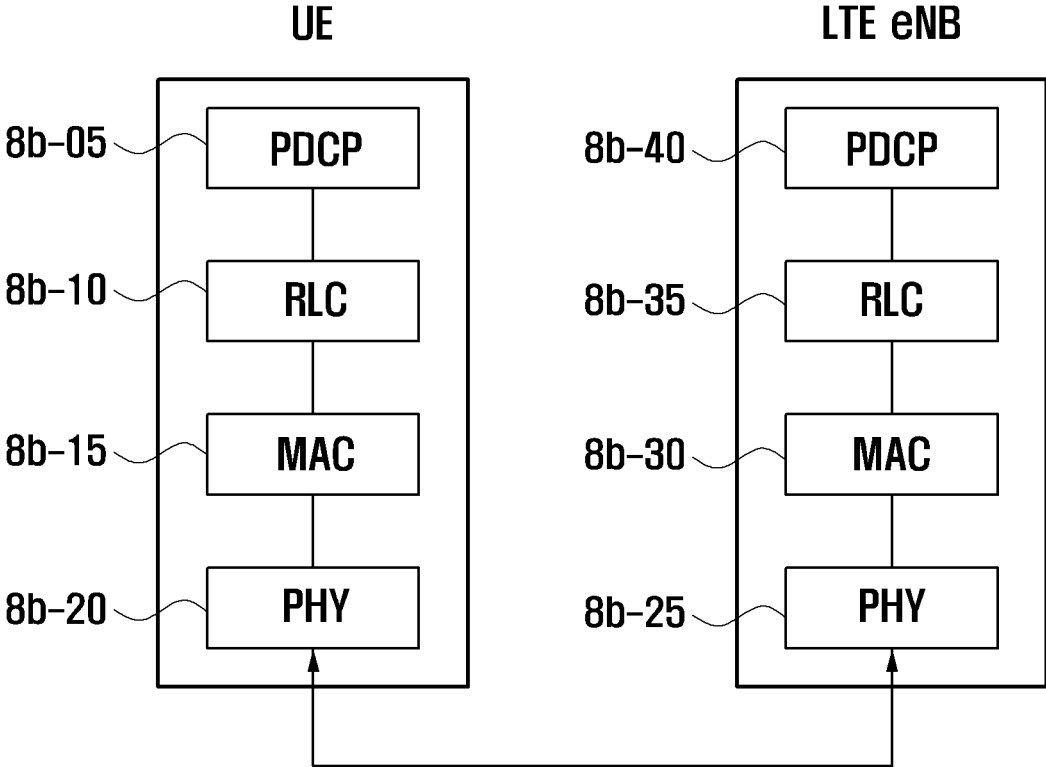 UE LTE eNB
8b-05 PDCP 8b-40 PDCP
8b-10 RLC 8b-35 RLC
8b-15 MAC 8b-30 MAC
8b-20 PHY 8b-25 PHY